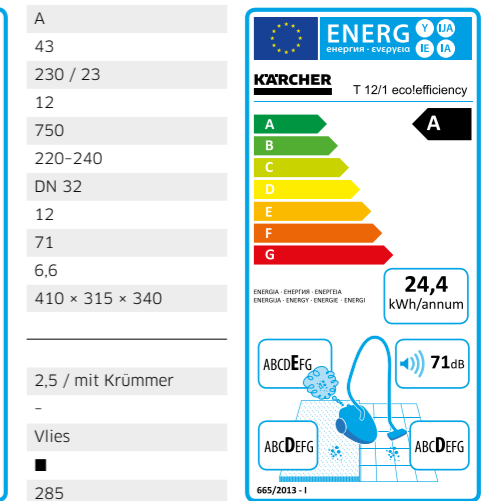 A
43
230 / 23
12
750
220-240
DN 32
12
71
6,6
410 × 315 × 340
2,5 / mit Krümmer
–
Vlies
■
285
ENERG Y IJA
енергия · ενεργεια IE IA
KÄRCHER
T 12/1 eco!efficiency
A A
B
C
D
E
F
G
ENERGIA · ЕНЕРГИЯ · ΕΝΕΡΓΕΙΑ
ENERGIJA · ENERGY · ENERGIE · ENERGI
24,4
kWh/annum
ABCDEFG
71dB
ABCDEFG
ABCDEFG
665/2013 - I